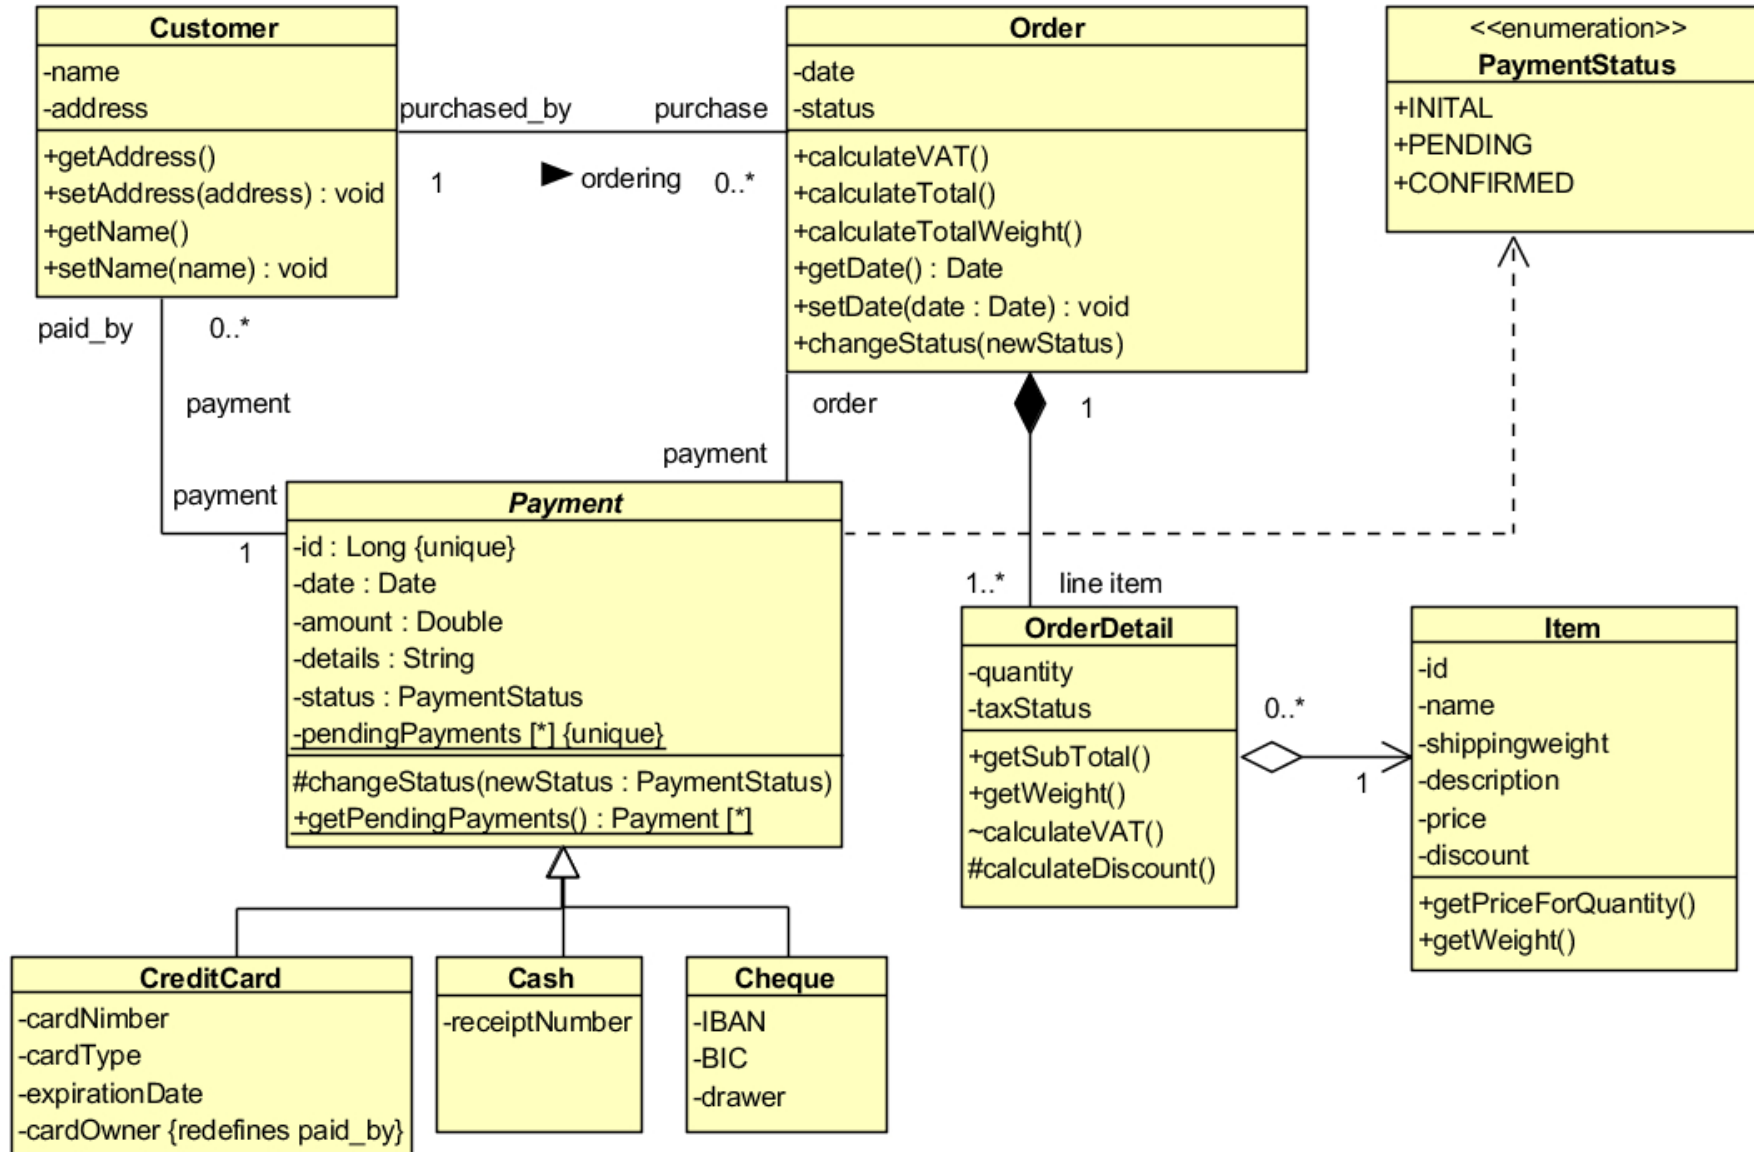 Customer
-name
-address
+getAddress()
+setAddress(address) : void
+getName()
+setName(name) : void
purchased_by
purchase
1
ordering
0..*
Order
-date
-status
+calculateVAT()
+calculateTotal()
+calculateTotalWeight()
+getDate() : Date
+setDate(date : Date) : void
+changeStatus(newStatus)
<<enumeration>>
PaymentStatus
+INITAL
+PENDING
+CONFIRMED
paid_by
0..*
payment
payment
1
order
payment
1
1..*
line item
Payment
-id : Long {unique}
-date : Date
-amount : Double
-details : String
-status : PaymentStatus
-pendingPayments [*] {unique}
#changeStatus(newStatus : PaymentStatus)
+getPendingPayments() : Payment [*]
OrderDetail
-quantity
-taxStatus
+getSubTotal()
+getWeight()
~calculateVAT()
#calculateDiscount()
0..*
1
Item
-id
-name
-shippingweight
-description
-price
-discount
+getPriceForQuantity()
+getWeight()
CreditCard
-cardNimber
-cardType
-expirationDate
-cardOwner {redefines paid_by}
Cash
-receiptNumber
Cheque
-IBAN
-BIC
-drawer